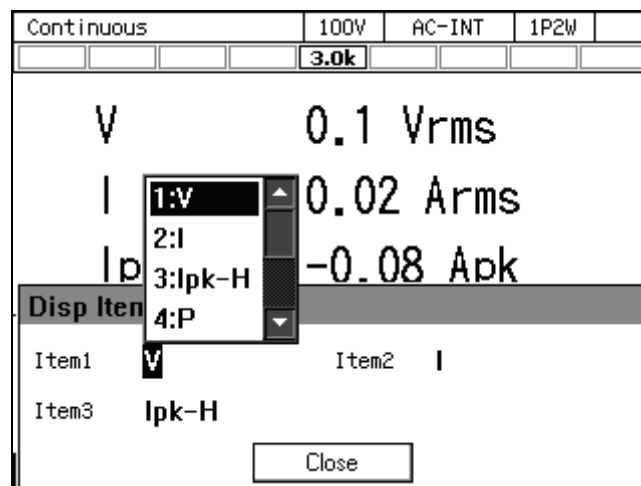 Continuous 100V AC-INT 1P2W
3.0k
V 0.1 Vrms
I 0.02 Arms
Ip -0.08 Apk
1:V
2:I
3:Ipk-H
4:P
Disp Iten
Item1 V Item2 I
Item3 Ipk-H
Close